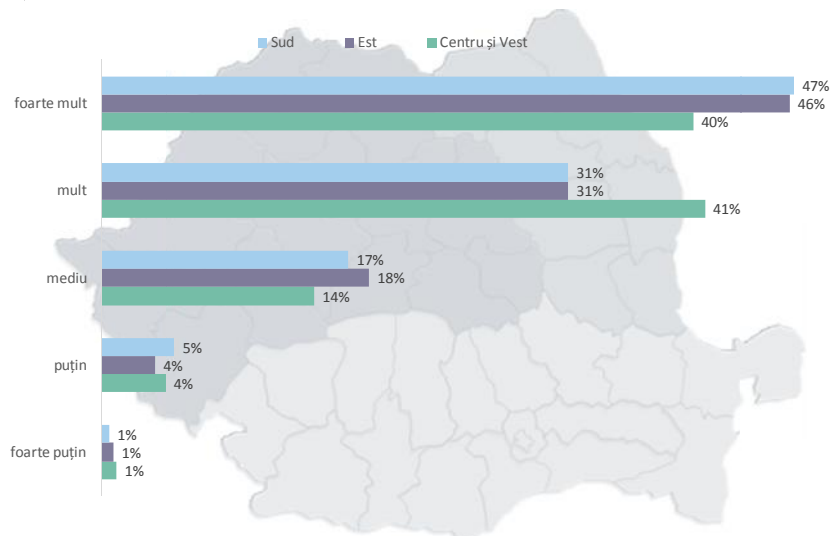 Sud Est Centru și Vest
foarte mult
47%
46%
40%
mult
31%
31%
41%
mediu
17%
18%
14%
puțin
5%
4%
4%
foarte puțin
1%
1%
1%